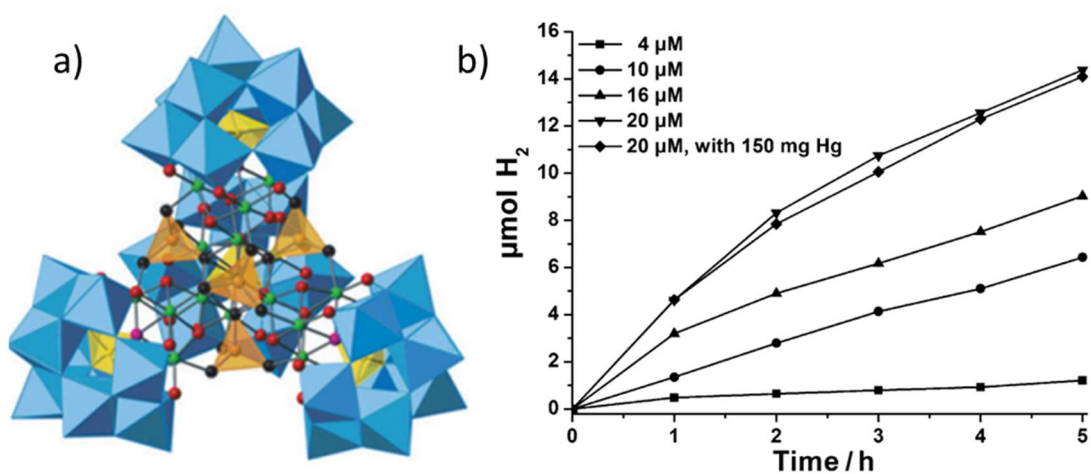 a)
b)
4 µM
10 µM
16 µM
20 µM
20 µM, with 150 mg Hg
µmol H₂
16
14
12
10
8
6
4
2
0
0 1 2 3 4 5
Time / h